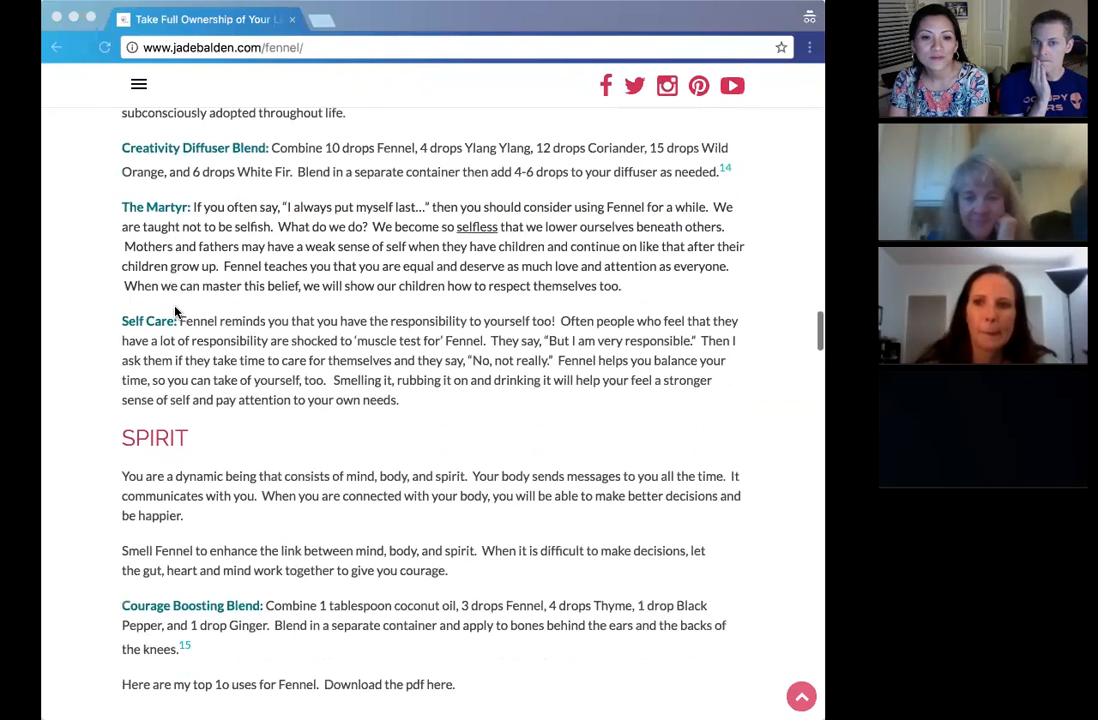 Take Full Ownership of Your L
www.jadebalden.com/fennel/
subconsciously adopted throughout life.
Creativity Diffuser Blend: Combine 10 drops Fennel, 4 drops Ylang Ylang, 12 drops Coriander, 15 drops Wild
Orange, and 6 drops White Fir. Blend in a separate container then add 4-6 drops to your diffuser as needed.14
The Martyr: If you often say, “I always put myself last...” then you should consider using Fennel for a while. We
are taught not to be selfish. What do we do? We become so selfless that we lower ourselves beneath others.
Mothers and fathers may have a weak sense of self when they have children and continue on like that after their
children grow up. Fennel teaches you that you are equal and deserve as much love and attention as everyone.
When we can master this belief, we will show our children how to respect themselves too.
Self Care: Fennel reminds you that you have the responsibility to yourself too! Often people who feel that they
have a lot of responsibility are shocked to ‘muscle test for’ Fennel. They say, “But I am very responsible.” Then I
ask them if they take time to care for themselves and they say, “No, not really.” Fennel helps you balance your
time, so you can take of yourself, too. Smelling it, rubbing it on and drinking it will help your feel a stronger
sense of self and pay attention to your own needs.
SPIRIT
You are a dynamic being that consists of mind, body, and spirit. Your body sends messages to you all the time. It
communicates with you. When you are connected with your body, you will be able to make better decisions and
be happier.
Smell Fennel to enhance the link between mind, body, and spirit. When it is difficult to make decisions, let
the gut, heart and mind work together to give you courage.
Courage Boosting Blend: Combine 1 tablespoon coconut oil, 3 drops Fennel, 4 drops Thyme, 1 drop Black
Pepper, and 1 drop Ginger. Blend in a separate container and apply to bones behind the ears and the backs of
the knees.15
Here are my top 1o uses for Fennel. Download the pdf here.